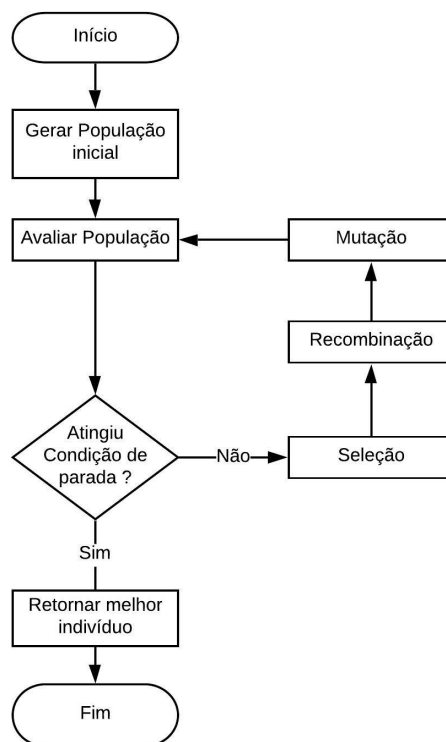 Início
Gerar População
inicial
Avaliar População
Mutação
Recombinação
Atingiu
Condição de
parada ?
Não
Seleção
Sim
Retornar melhor
indivíduo
Fim